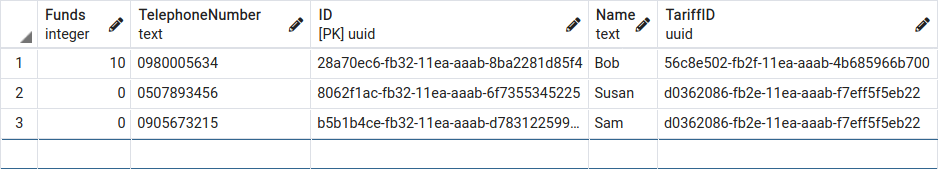 Funds TelephoneNumber ID Name TariffID
integer text [PK] uuid text uuid
1 10 0980005634 28a70ec6-fb32-11ea-aaab-8ba2281d85f4 Bob 56c8e502-fb2f-11ea-aaab-4b685966b700
2 0 0507893456 8062f1ac-fb32-11ea-aaab-6f7355345225 Susan d0362086-fb2e-11ea-aaab-f7eff5f5eb22
3 0 0905673215 b5b1b4ce-fb32-11ea-aaab-d783122599... Sam d0362086-fb2e-11ea-aaab-f7eff5f5eb22